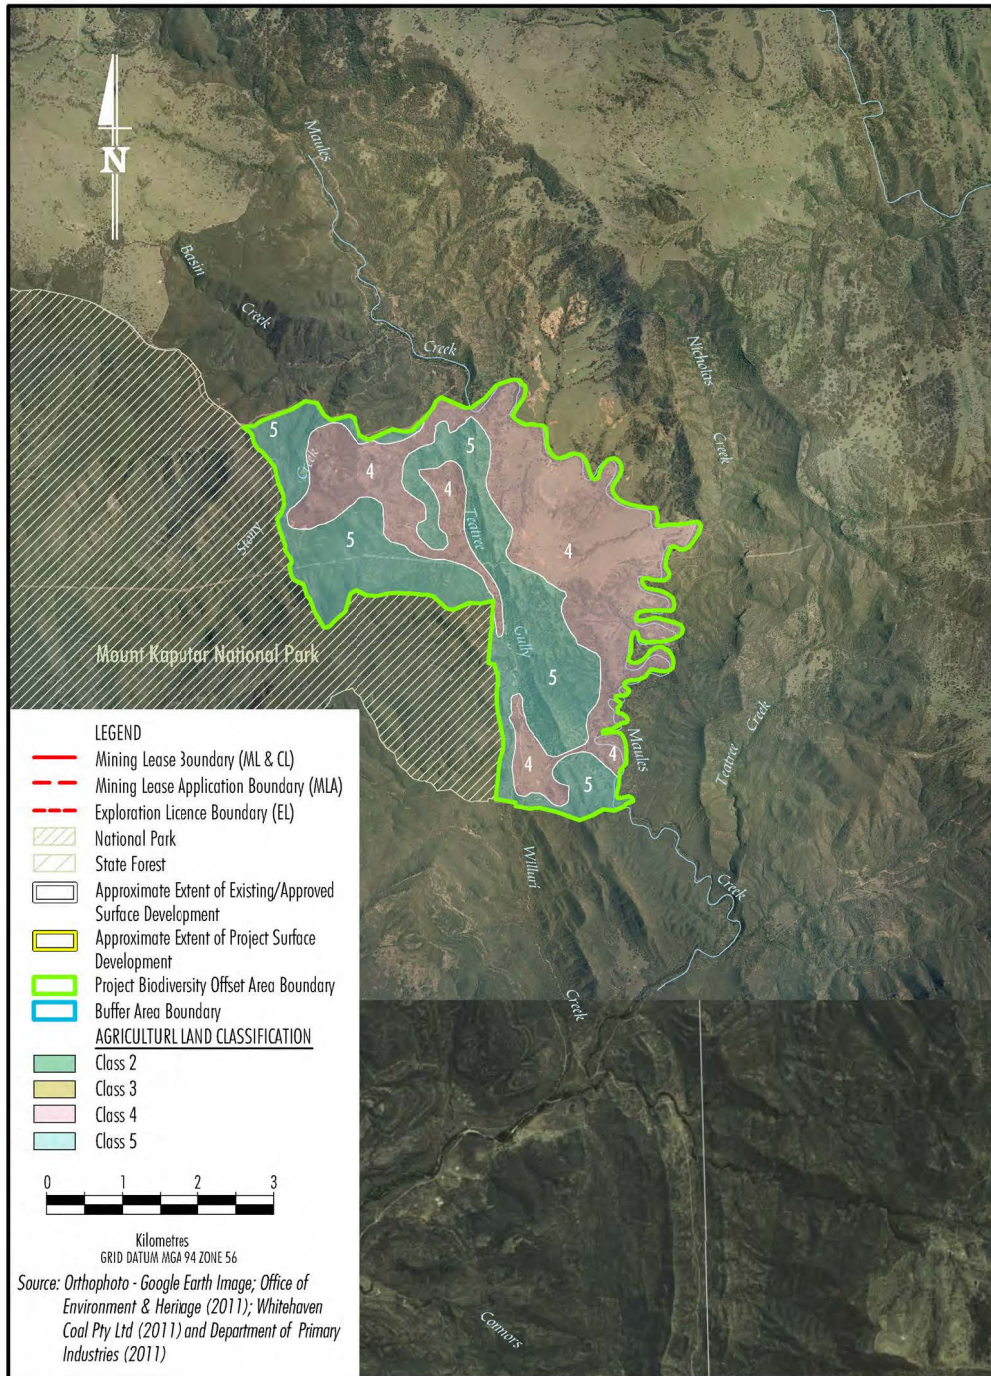 Maules
N
Basin
Creek
Creek
Nicholas
Creek
5
Creek
4
5
4
Stony
Teatree
5
4
Gully
Mount Kaputar National Park
5
Maules
4
Teatree Creek
4
5
Willuri
Creek
Creek
Connors
LEGEND
Mining Lease Boundary (ML & CL)
Mining Lease Application Boundary (MLA)
Exploration Licence Boundary (EL)
National Park
State Forest
Approximate Extent of Existing/Approved
Surface Development
Approximate Extent of Project Surface
Development
Project Biodiversity Offset Area Boundary
Buffer Area Boundary
AGRICULTURL LAND CLASSIFICATION
Class 2
Class 3
Class 4
Class 5
0 1 2 3
Kilometres
GRID DATUM MGA 94 ZONE 56
Source: Orthophoto - Google Earth Image; Office of
Environment & Heritage (2011); Whitehaven
Coal Pty Ltd (2011) and Department of Primary
Industries (2011)